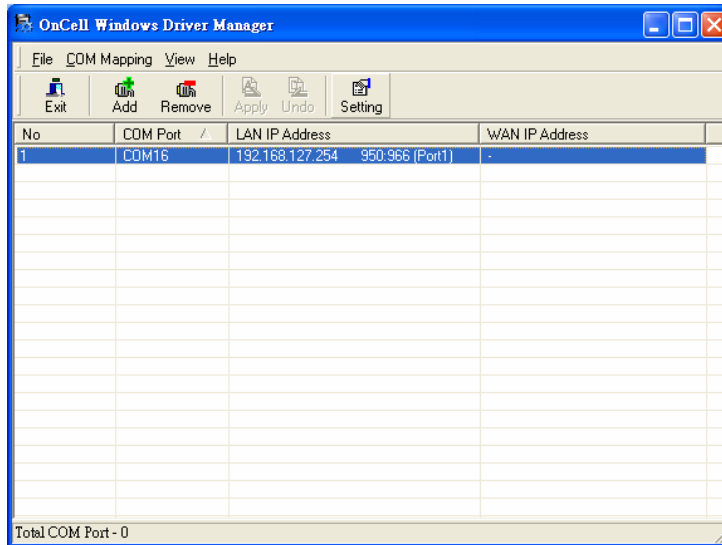 OnCell Windows Driver Manager
File COM Mapping View Help
Exit Add Remove Apply Undo Setting
No COM Port LAN IP Address WAN IP Address
1 COM16 192.168.127.254 950:966 (Port1) -
Total COM Port - 0